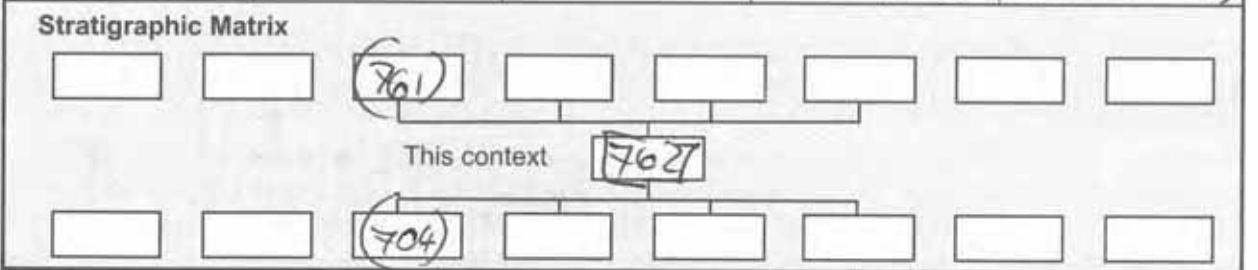 Stratigraphic Matrix
(761)
This context [762]
(704)